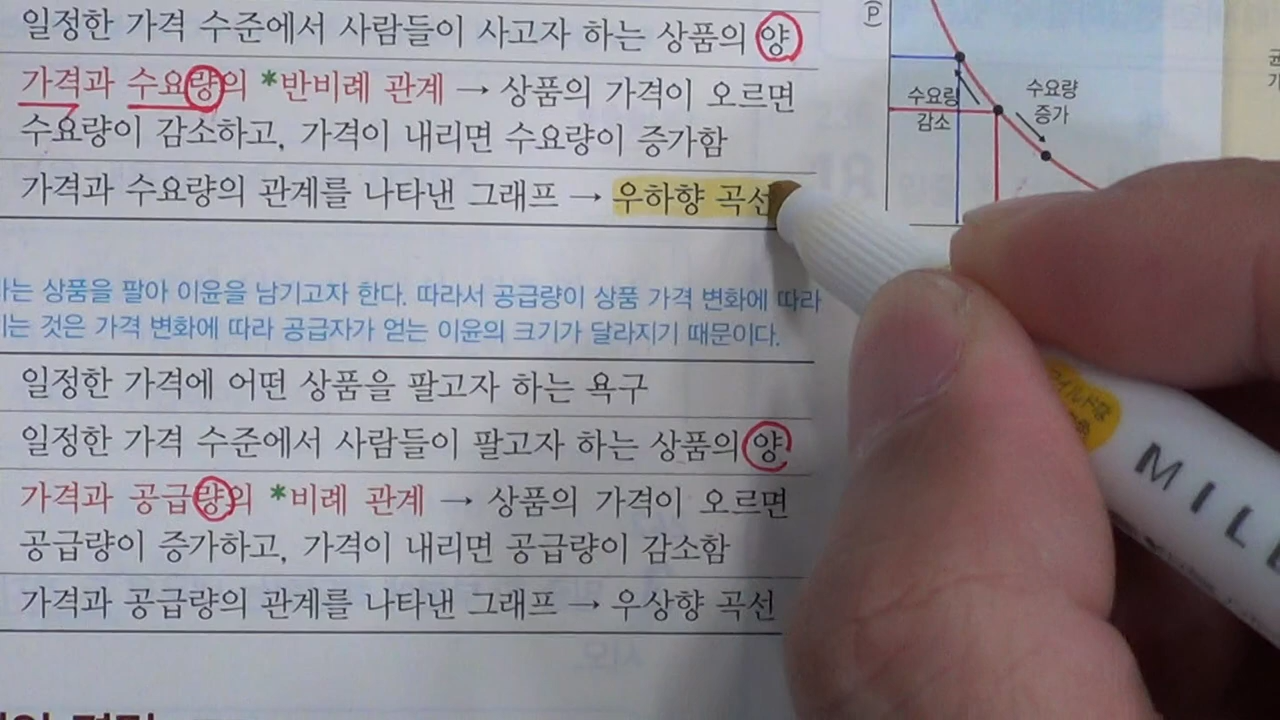 일정한 가격 수준에서 사람들이 사고자 하는 상품의 양
가격과 수요량의 *반비례 관계 → 상품의 가격이 오르면
수요량이 감소하고, 가격이 내리면 수요량이 증가함
가격과 수요량의 관계를 나타낸 그래프 → 우하향 곡선
는 상품을 팔아 이윤을 남기고자 한다. 따라서 공급량이 상품 가격 변화에 따라
는 것은 가격 변화에 따라 공급자가 얻는 이윤의 크기가 달라지기 때문이다.
일정한 가격에 어떤 상품을 팔고자 하는 욕구
일정한 가격 수준에서 사람들이 팔고자 하는 상품의 양
가격과 공급량의 *비례 관계 → 상품의 가격이 오르면
공급량이 증가하고, 가격이 내리면 공급량이 감소함
가격과 공급량의 관계를 나타낸 그래프 → 우상향 곡선
(P)
수요량
감소
수요량
증가
MIL